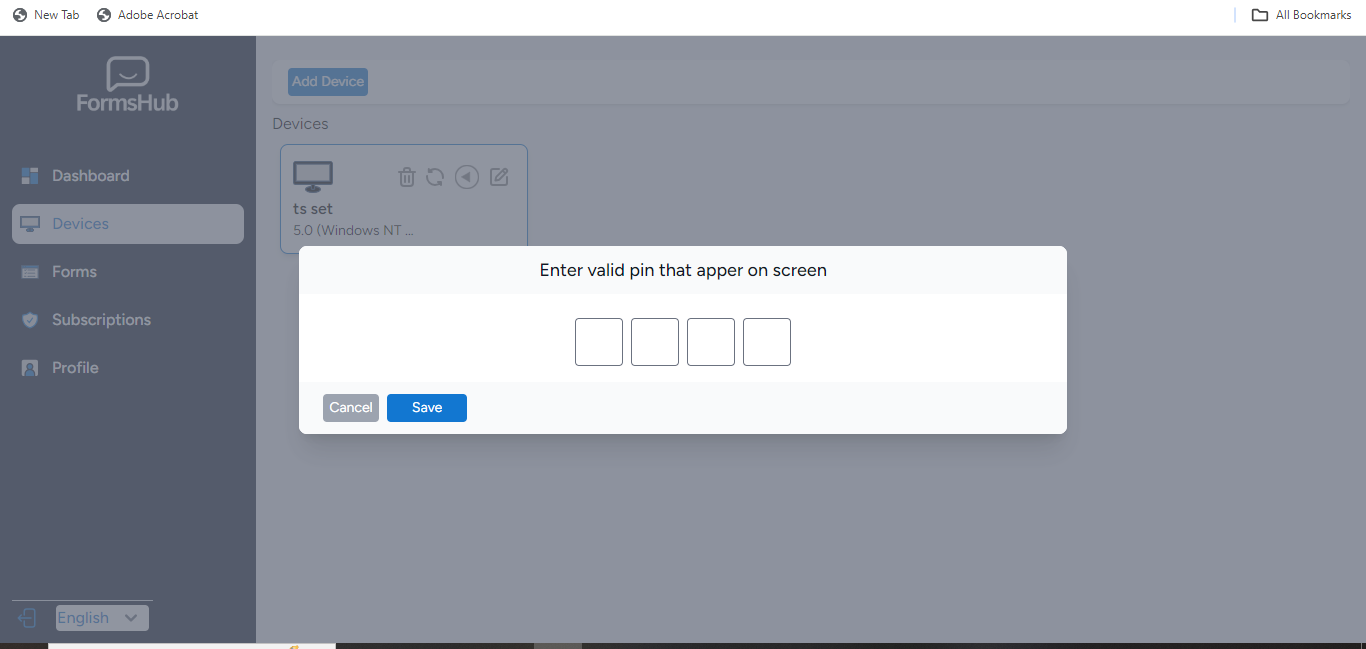 New Tab
Adobe Acrobat
All Bookmarks
FormsHub
Dashboard
Devices
Forms
Subscriptions
Profile
English
Add Device
Devices
ts set
5.0 (Windows NT ...
Enter valid pin that apper on screen
Cancel
Save